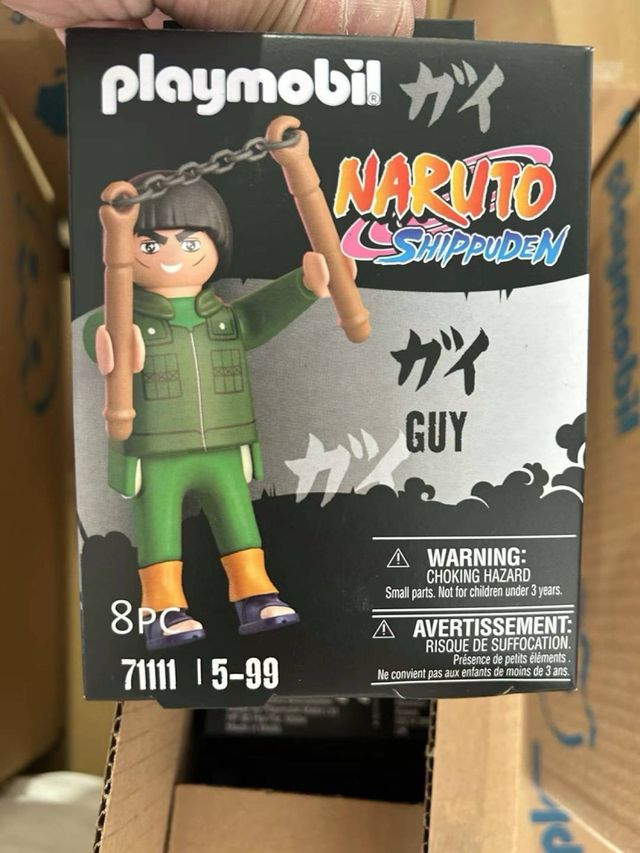 playmobil®
ガイ
NARUTO
SHIPPUDEN
ガイ
GUY
ガイ
WARNING:
CHOKING HAZARD
Small parts. Not for children under 3 years.
AVERTISSEMENT:
RISQUE DE SUFFOCATION.
Présence de petits éléments.
Ne convient pas aux enfants de moins de 3 ans.
8PC
71111 | 5-99
playmobil